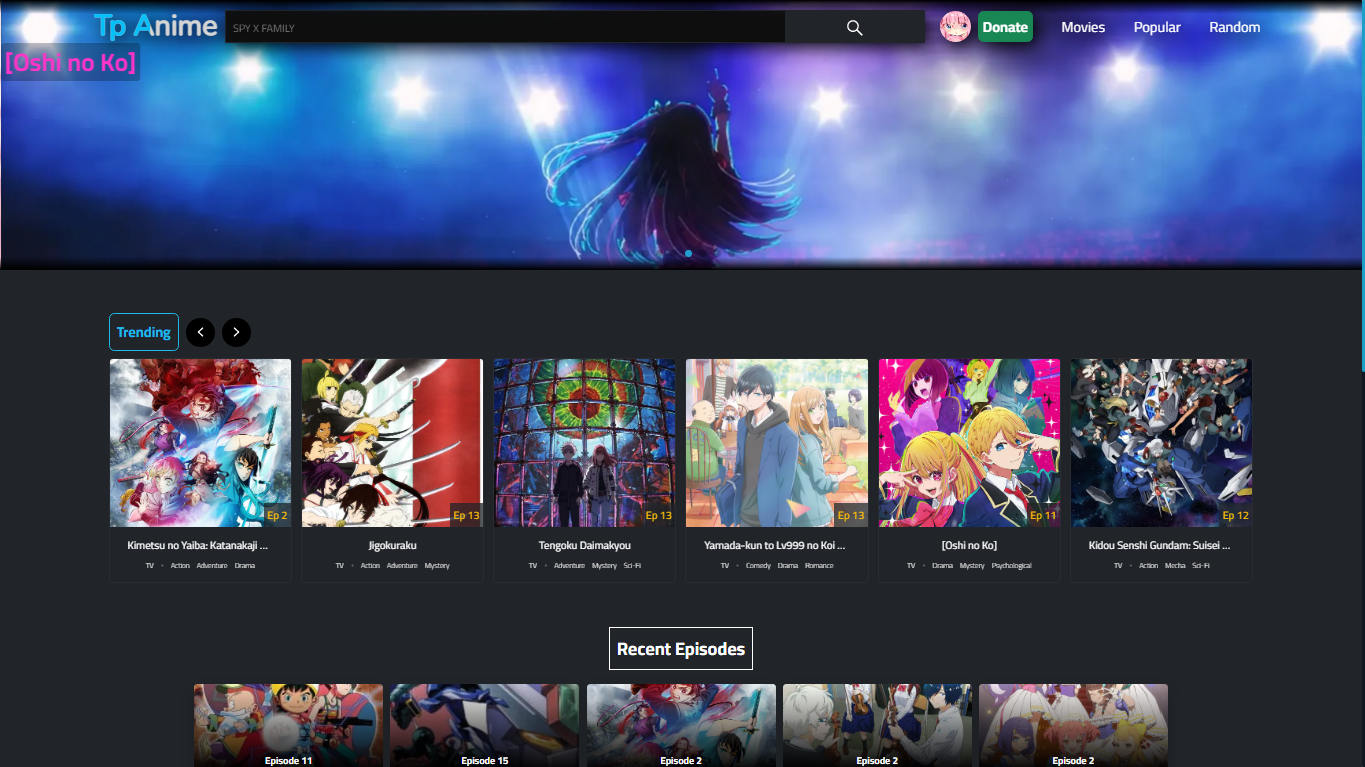 Tp Anime
SPY X FAMILY
Donate
Movies
Popular
Random
[Oshi no Ko]
Trending
Ep 2
Ep 13
Ep 13
Ep 13
Ep 11
Ep 12
Kimetsu no Yaiba: Katanakaji ...
Jigokuraku
Tengoku Daimakyou
Yamada-kun to Lv999 no Koi ...
[Oshi no Ko]
Kidou Senshi Gundam: Suisei ...
TV • Action Adventure Drama
TV • Action Adventure Mystery
TV • Adventure Mystery Sci-Fi
TV • Comedy Drama Romance
TV • Drama Mystery Psychological
TV • Action Mecha Sci-Fi
Recent Episodes
Episode 11
Episode 15
Episode 2
Episode 2
Episode 2